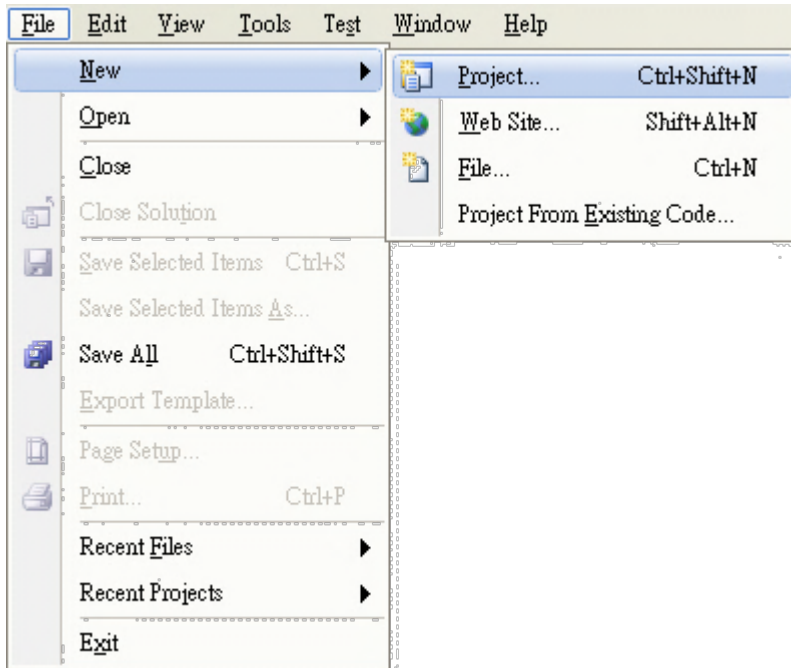 File Edit View Tools Test Window Help
New
Project... Ctrl+Shift+N
Open
Web Site... Shift+Alt+N
Close
File... Ctrl+N
Close Solution
Project From Existing Code...
Save Selected Items Ctrl+S
Save Selected Items As...
Save All Ctrl+Shift+S
Export Template...
Page Setup...
Print... Ctrl+P
Recent Files
Recent Projects
Exit